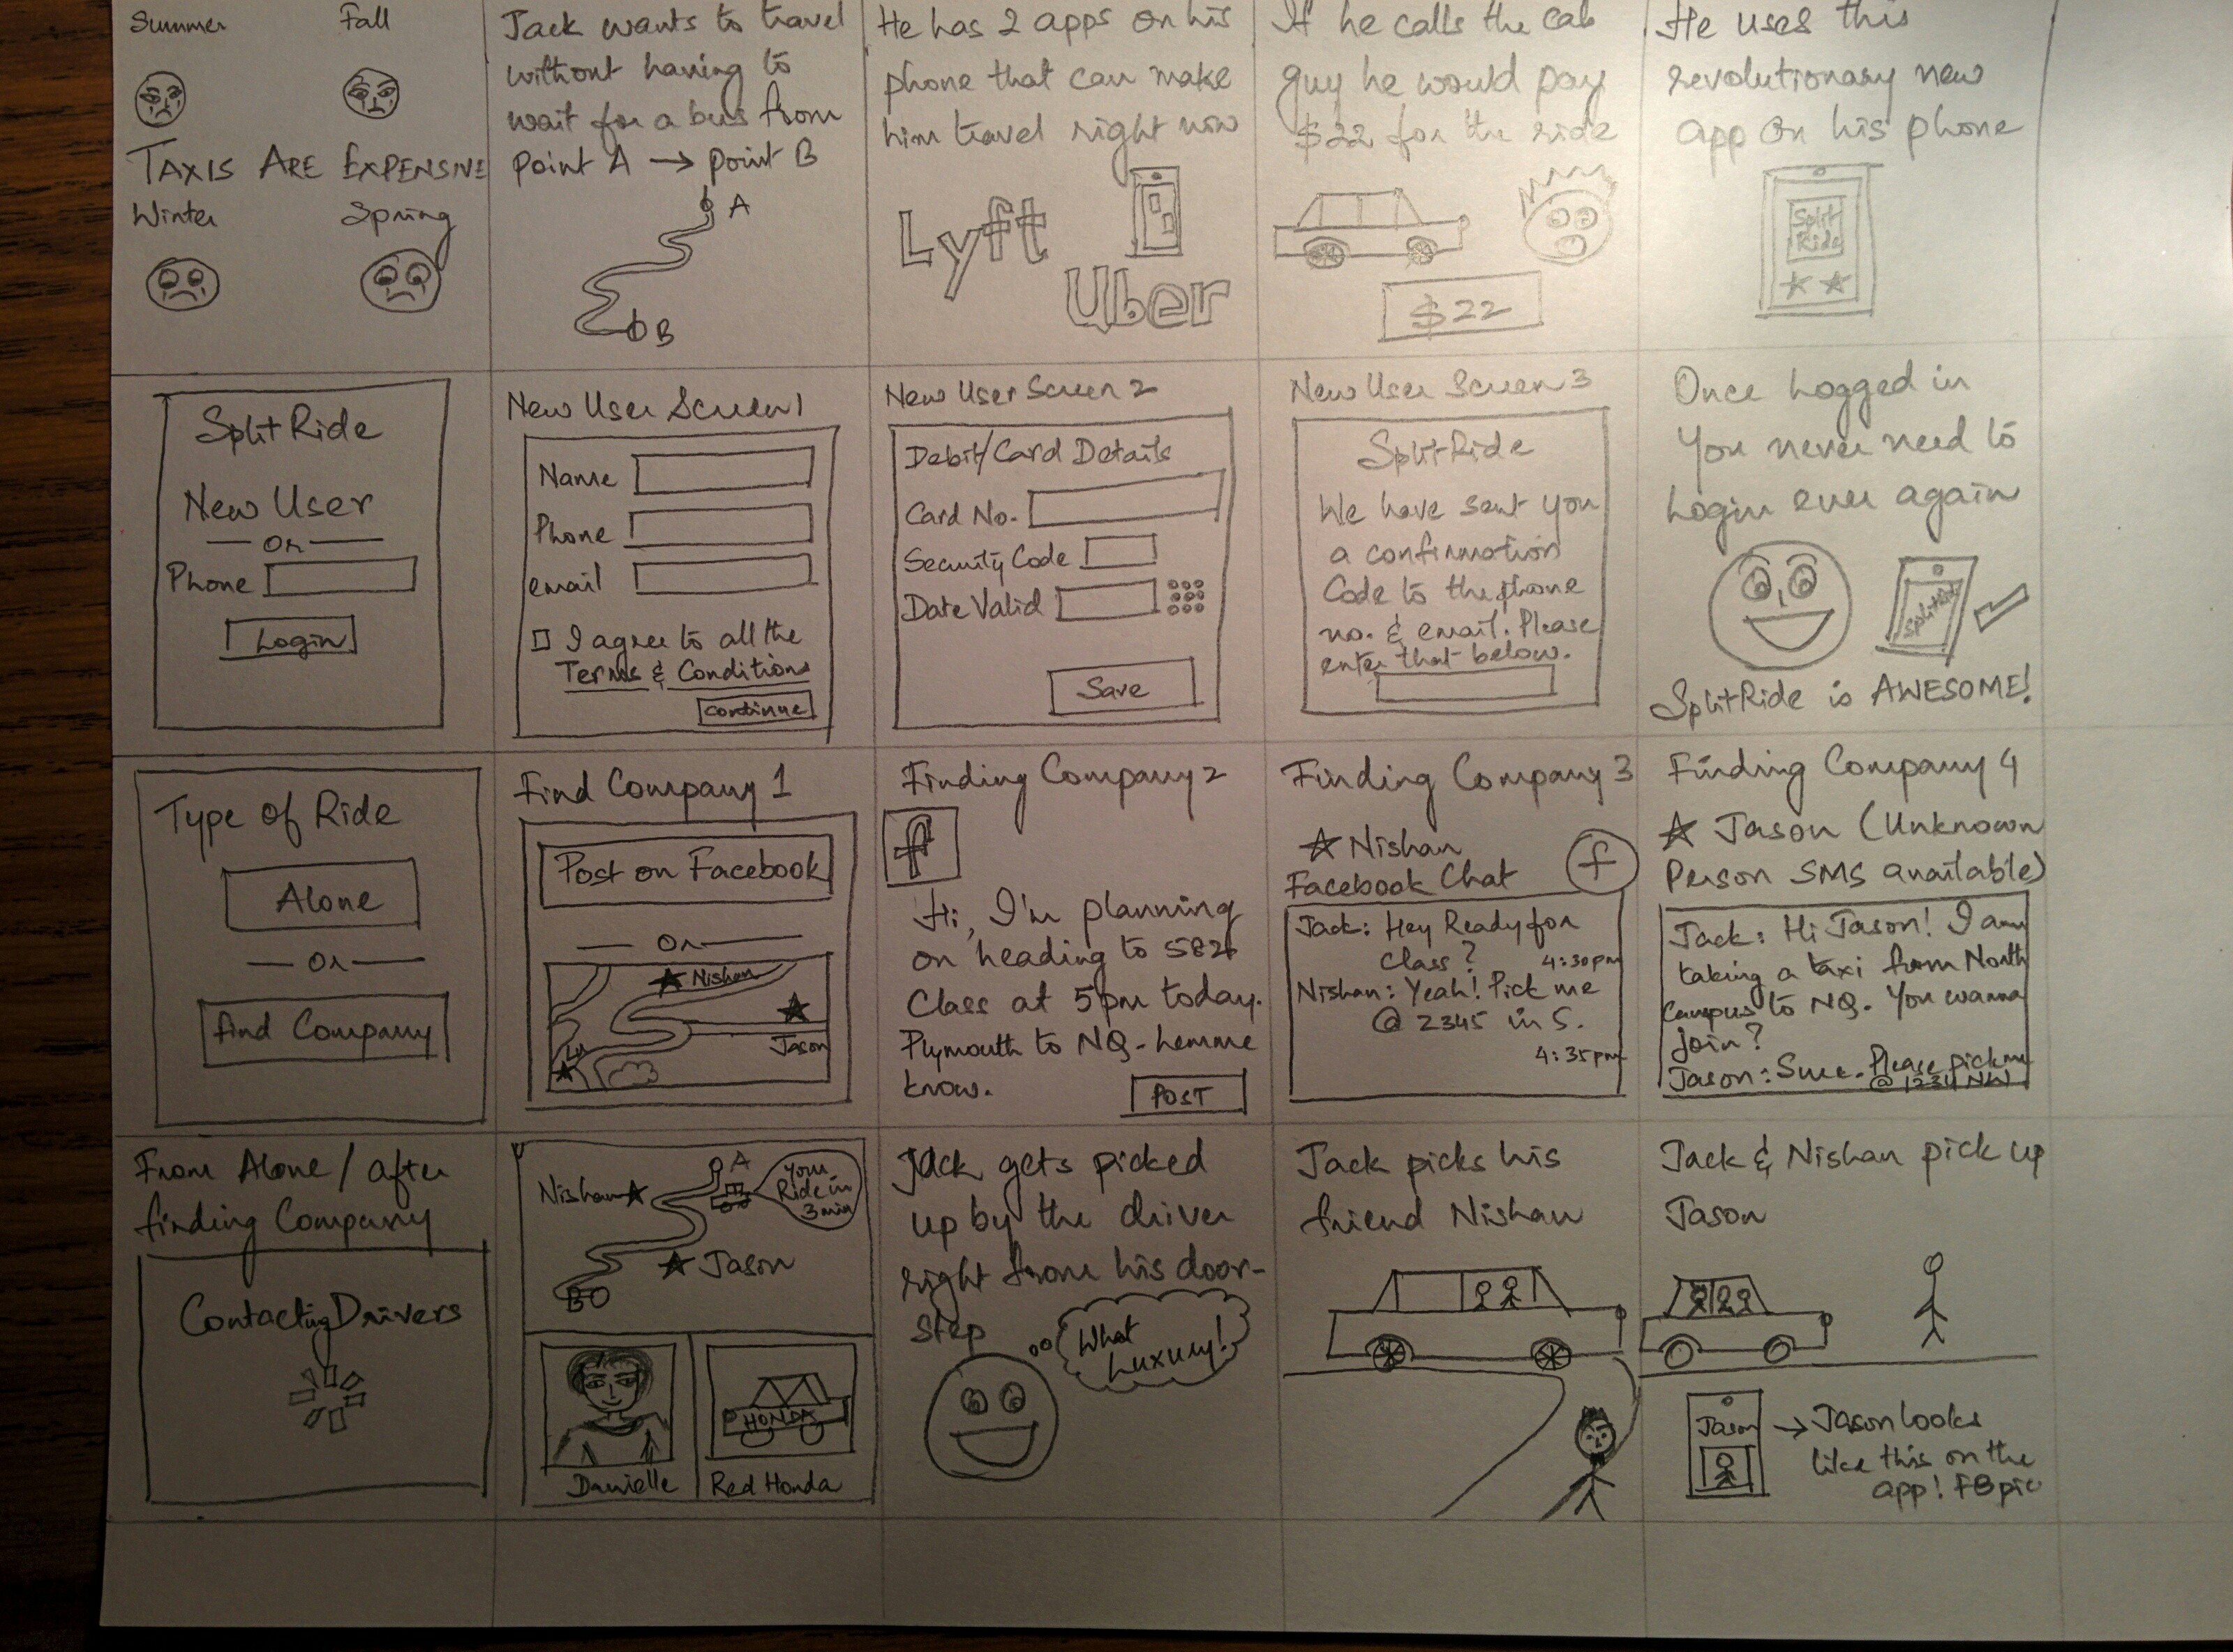 Summer Fall
TAXIS ARE EXPENSIVE
Winter Spring
Jack wants to travel
without having to
wait for a bus from
point A → point B
A
B
He has 2 apps on his
phone that can make
him travel right now
Lyft
Uber
If he calls the cab
guy he would pay
$22 for the ride
$22
He uses this
revolutionary new
app on his phone
Split
Ride
SplitRide
New User
— Or —
Phone
Login
New User Screen 1
Name
Phone
email
I agree to all the
Terms & Conditions
continue
New User Screen 2
Debit/Card Details
Card No.
Security Code
Date Valid
Save
New User Screen 3
SplitRide
We have sent you
a confirmation
Code to the phone
no. & email. Please
enter that below.
Once logged in
You never need to
login ever again
SplitRide is AWESOME!
Type of Ride
Alone
— Or —
find Company
Find Company 1
Post on Facebook
— Or —
Nishan
Jason
Finding Company 2
f
Hi, I'm planning
on heading to 582
Class at 5pm today.
Plymouth to NQ - lemme
know.
POST
Finding Company 3
Nishan
f
Facebook Chat
Jack: Hey Ready for
Class? 4:30pm
Nishan: Yeah! Pick me
@ 2345 in S.
4:35pm
Finding Company 4
Jason (Unknown
Person SMS available)
Jack: Hi Jason! I am
taking a taxi from North
Campus to NQ. You wanna
join?
Jason: Sure. Please pick me
@ 1234 NW
From Alone / after
finding Company
Contacting Drivers
A
Your
Ride in
3 min
Nishan
Jason
B
HONDA
Danielle
Red Honda
Jack gets picked
up by the driver
right from his door-
step
What
Luxury!
Jack picks his
friend Nishan
Jack & Nishan pick up
Jason
Jason → Jason looks
like this on the
app! FB pic